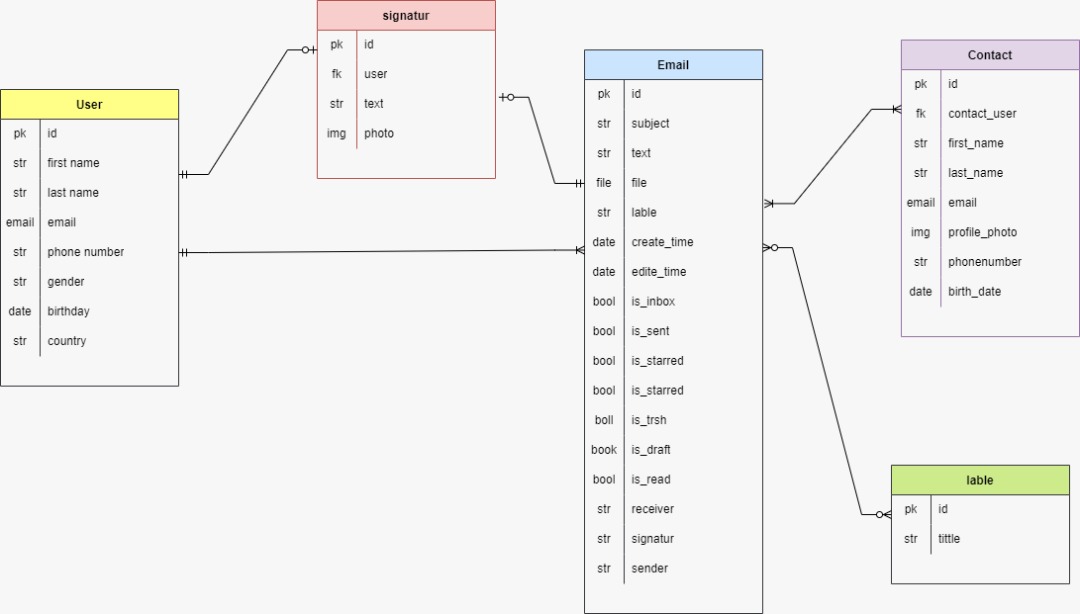 User
pk id
str first name
str last name
email email
str phone number
str gender
date birthday
str country
signatur
pk id
fk user
str text
img photo
Email
pk id
str subject
str text
file file
str lable
date create_time
date edite_time
bool is_inbox
bool is_sent
bool is_starred
bool is_starred
boll is_trsh
book is_draft
bool is_read
str receiver
str signatur
str sender
Contact
pk id
fk contact_user
str first_name
str last_name
email email
img profile_photo
str phonenumber
date birth_date
lable
pk id
str tittle